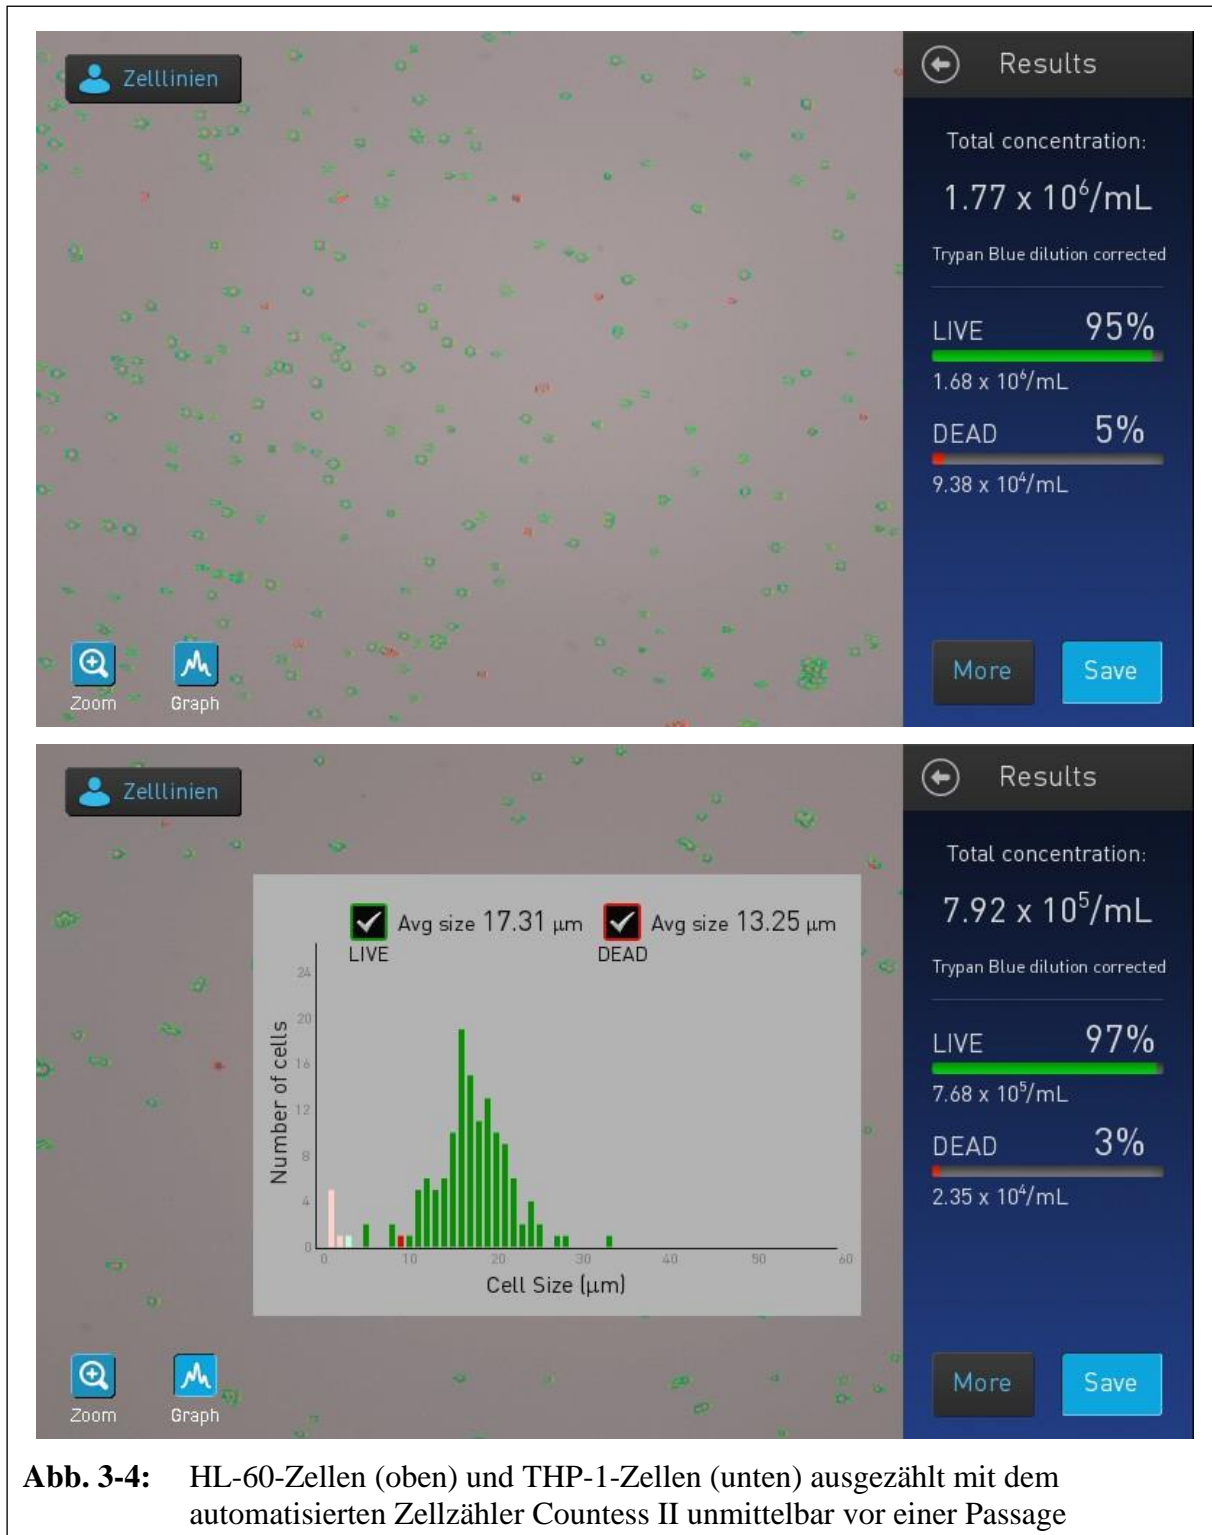 Zelllinien
Results
Total concentration:
1.77 x 10⁶/mL
Trypan Blue dilution corrected
LIVE 95%
1.68 x 10⁶/mL
DEAD 5%
9.38 x 10⁴/mL
Zoom
Graph
More
Save
Zelllinien
Results
Total concentration:
7.92 x 10⁵/mL
Trypan Blue dilution corrected
LIVE 97%
7.68 x 10⁵/mL
DEAD 3%
2.35 x 10⁴/mL
Avg size 17.31 µm
LIVE
Avg size 13.25 µm
DEAD
Number of cells
24
20
16
12
8
4
0
0 10 20 30 40 50 60
Cell Size (µm)
Zoom
Graph
More
Save
Abb. 3-4: HL-60-Zellen (oben) und THP-1-Zellen (unten) ausgezählt mit dem
automatisierten Zellzähler Countess II unmittelbar vor einer Passage